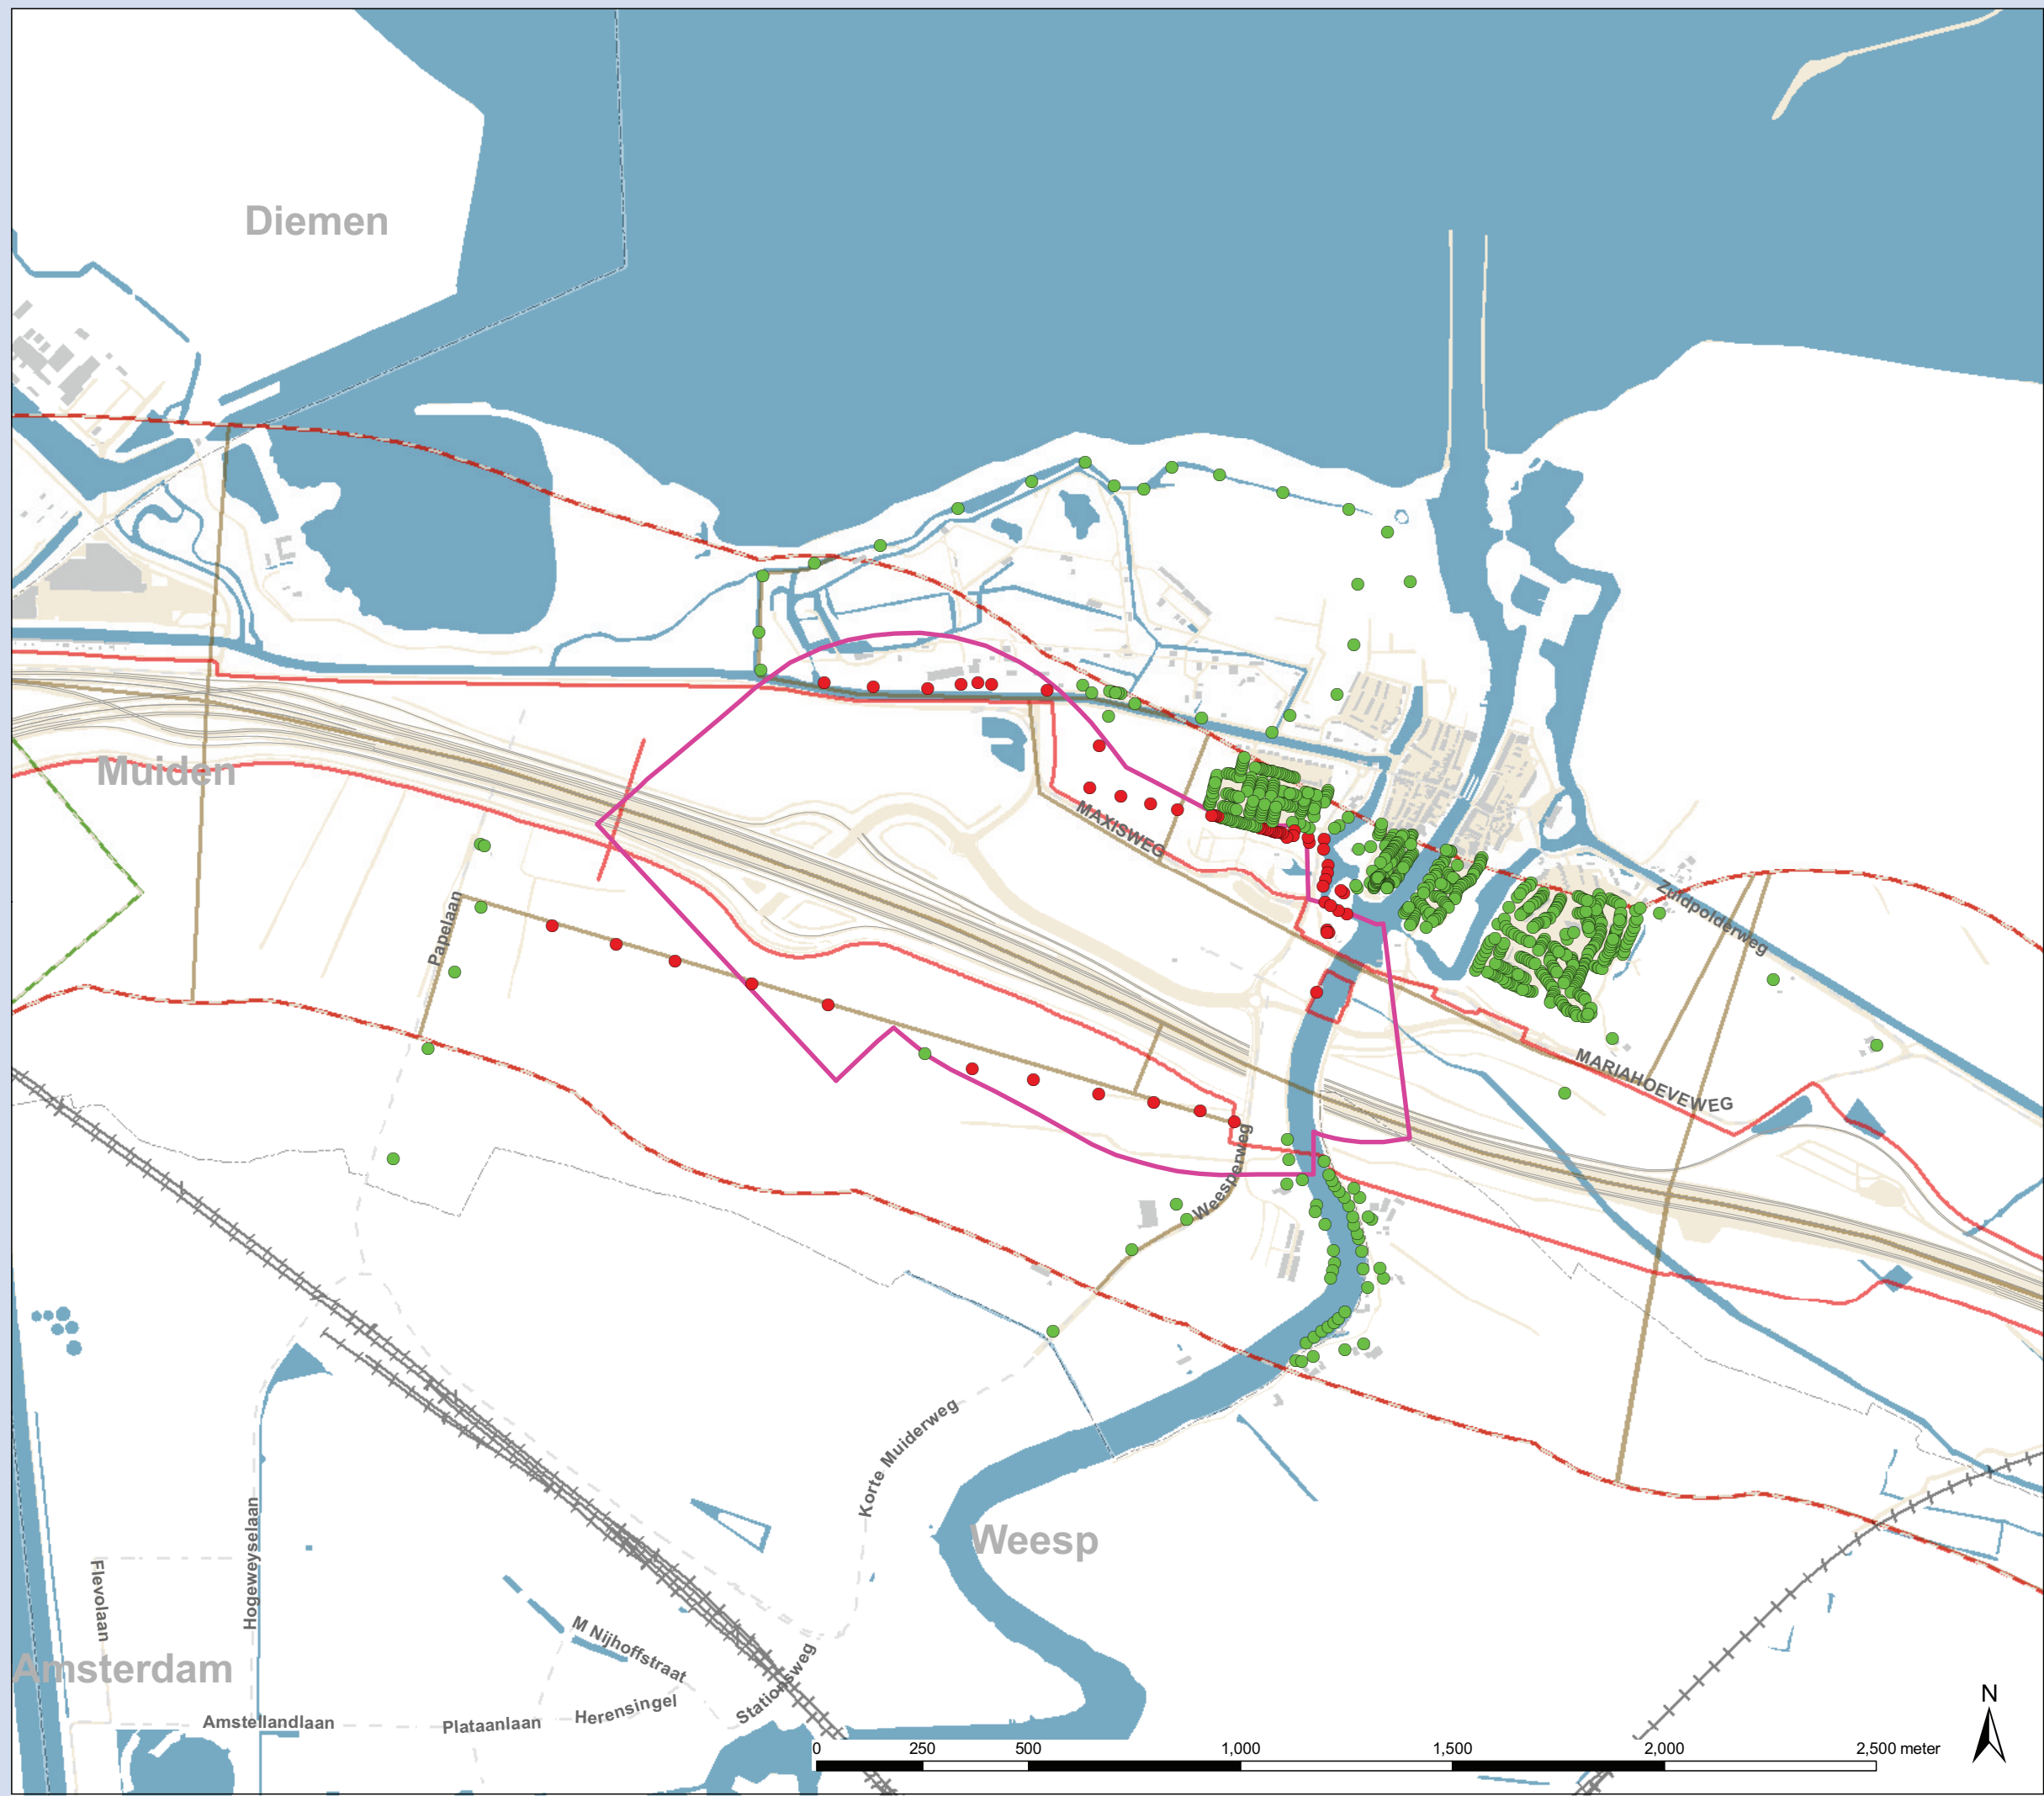 Diemen
Muiden
MAXISWEG
Zuidpolderweg
Papelaan
MARIAHOEVEWEG
Weesperweg
Korte Muiderweg
Weesp
Hogeweyselaan
Flevolaan
M Nijhoffstraat
Amsterdam
Stationsweg
Herensingel
Amstellandlaan
Plataanlaan
N
0 250 500 1,000 1,500 2,000 2,500 meter